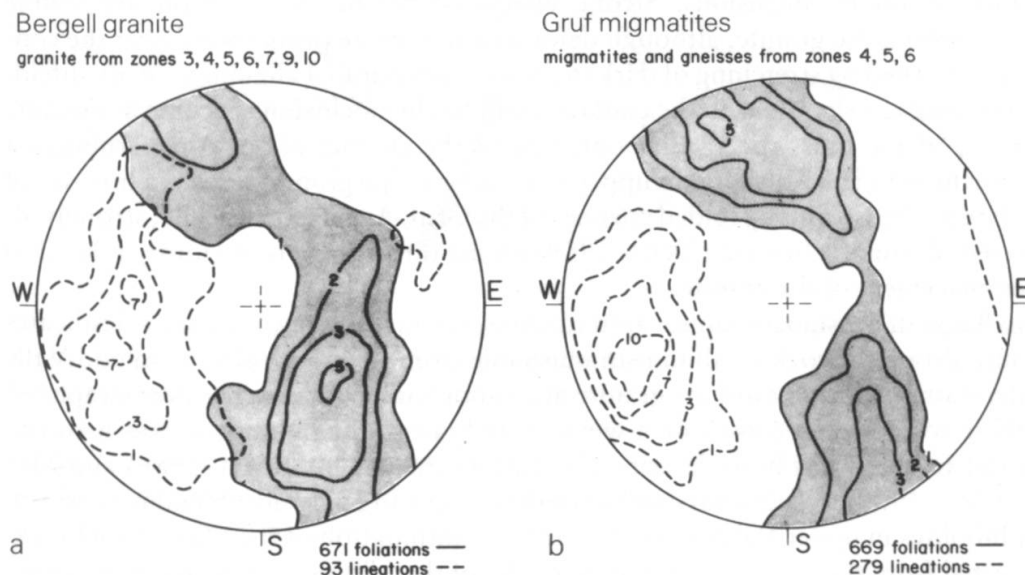 Bergell granite
granite from zones 3, 4, 5, 6, 7, 9, 10
Gruf migmatites
migmatites and gneisses from zones 4, 5, 6
5
1
1
2
W
7
E
3
5
7
3
1
a
S
671 foliations
93 lineations
W
E
10
7
3
1
2
1
3
b
S
669 foliations
279 lineations